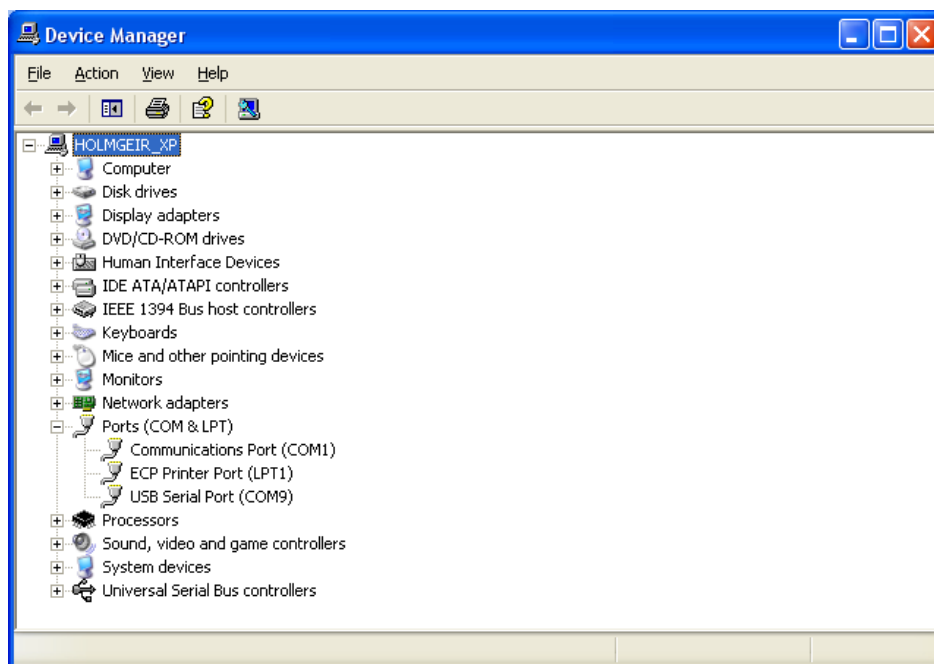 Device Manager
File Action View Help
HOLMGEIR_XP
Computer
Disk drives
Display adapters
DVD/CD-ROM drives
Human Interface Devices
IDE ATA/ATAPI controllers
IEEE 1394 Bus host controllers
Keyboards
Mice and other pointing devices
Monitors
Network adapters
Ports (COM & LPT)
Communications Port (COM1)
ECP Printer Port (LPT1)
USB Serial Port (COM9)
Processors
Sound, video and game controllers
System devices
Universal Serial Bus controllers